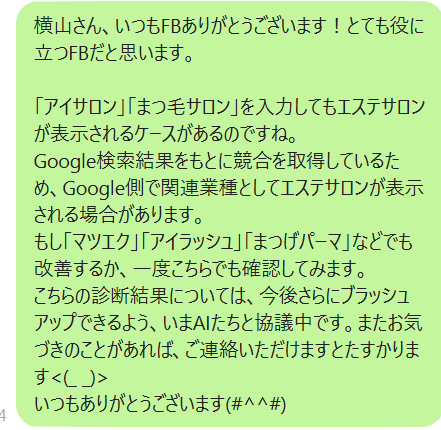 横山さん、いつもFBありがとうございます！とても役に
立つFBだと思います。

「アイサロン」「まつ毛サロン」を入力してもエステサロン
が表示されるケースがあるのですね。
Google検索結果をもとに競合を取得しているた
め、Google側で関連業種としてエステサロンが表示
される場合があります。
もし「マツエク」「アイラッシュ」「まつげパーマ」などでも
改善するか、一度こちらでも確認してみます。
こちらの診断結果については、今後さらにブラッシュ
アップできるよう、いまAIたちと協議中です。またお気
づきのことがあれば、ご連絡いただけますとたすかりま
す<(_ _)>
いつもありがとうございます(#^^#)
4